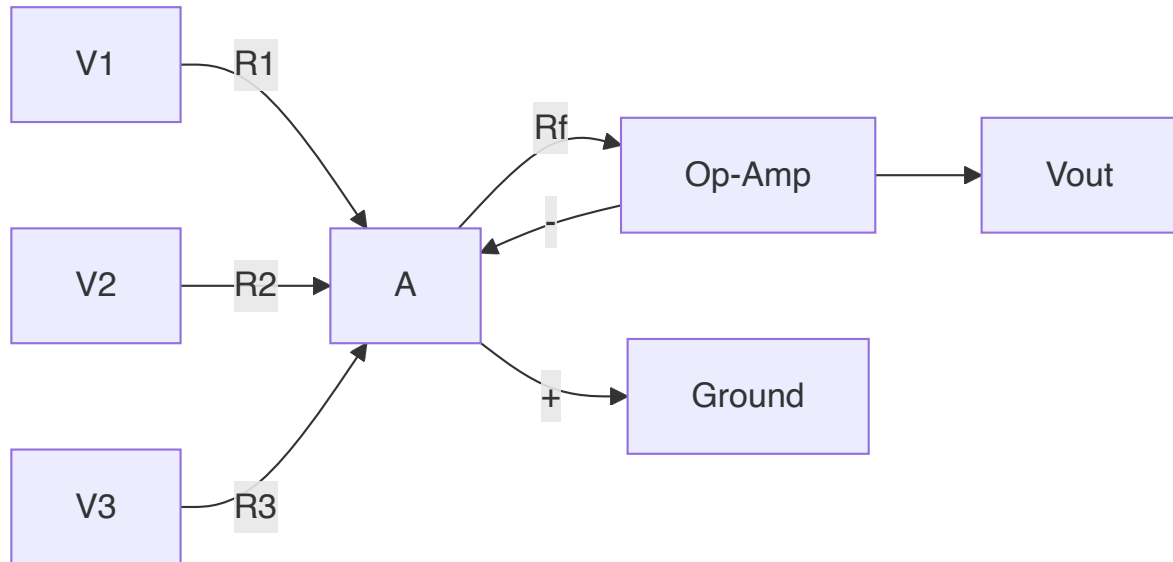 V1
R1
Rf
Op-Amp
Vout
-
V2
R2
A
+
Ground
V3
R3